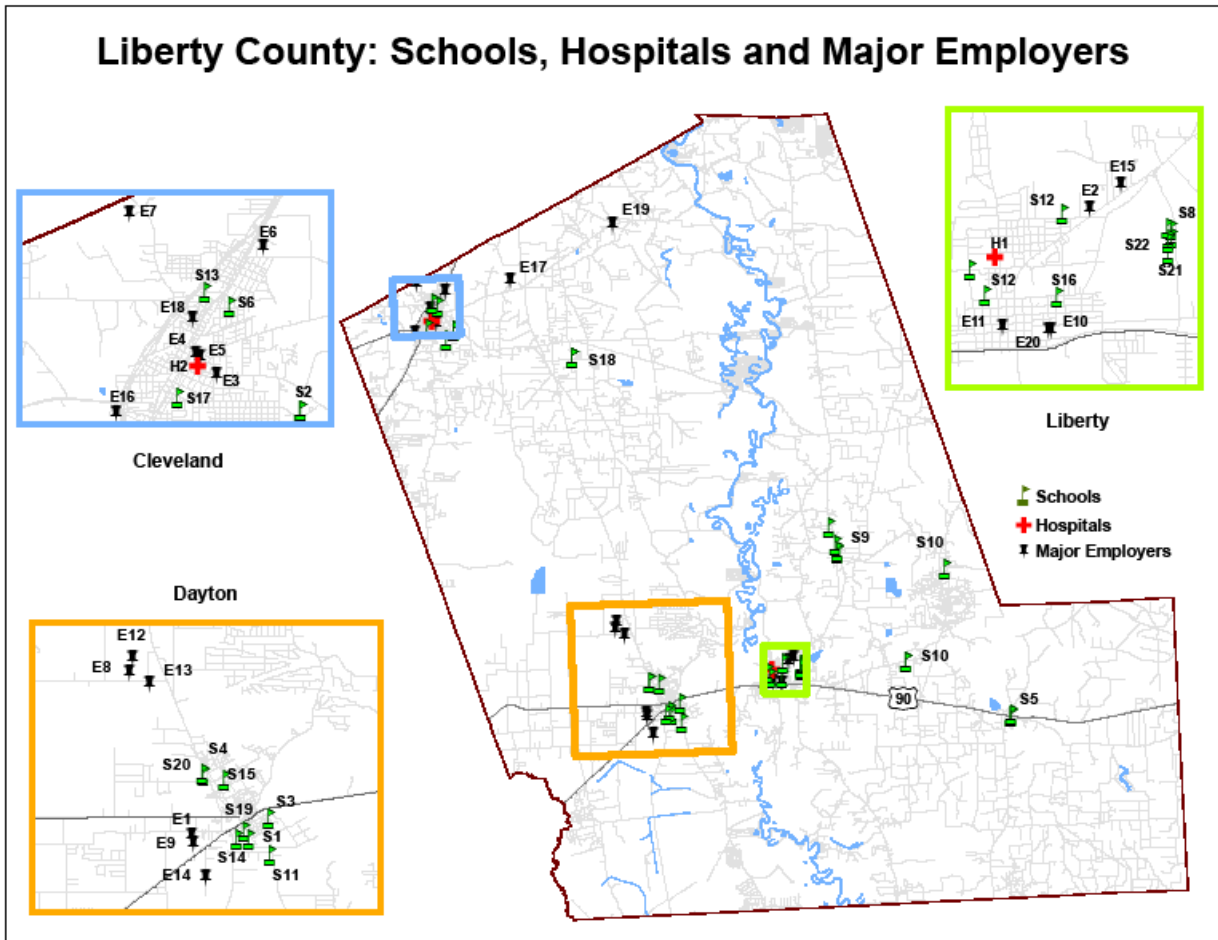 Liberty County: Schools, Hospitals and Major Employers
E7
E6
S13
E18
S6
E4
E5
H2
E3
E16
S17
S2
Cleveland
E19
E17
S18
E15
S12
E2
S8
H1
S22
S21
S12
S16
E11
E10
E20
Liberty
Schools
Hospitals
Major Employers
S9
S10
S10
90
S5
Dayton
E12
E8
E13
S4
S20
S15
S3
S19
E1
S1
E9
S14
E14
S11